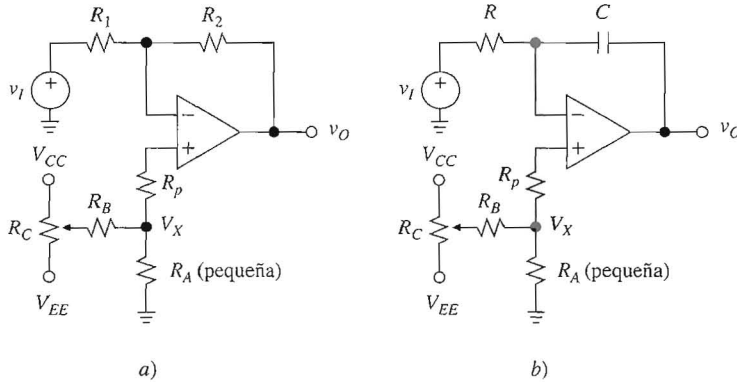 R1
R2
vI
+
−
+
vO
VCC
Rp
RB
RC
VX
RA (pequeña)
VEE
a)
R
C
vI
+
−
+
vO
VCC
Rp
RB
RC
VX
RA (pequeña)
VEE
b)